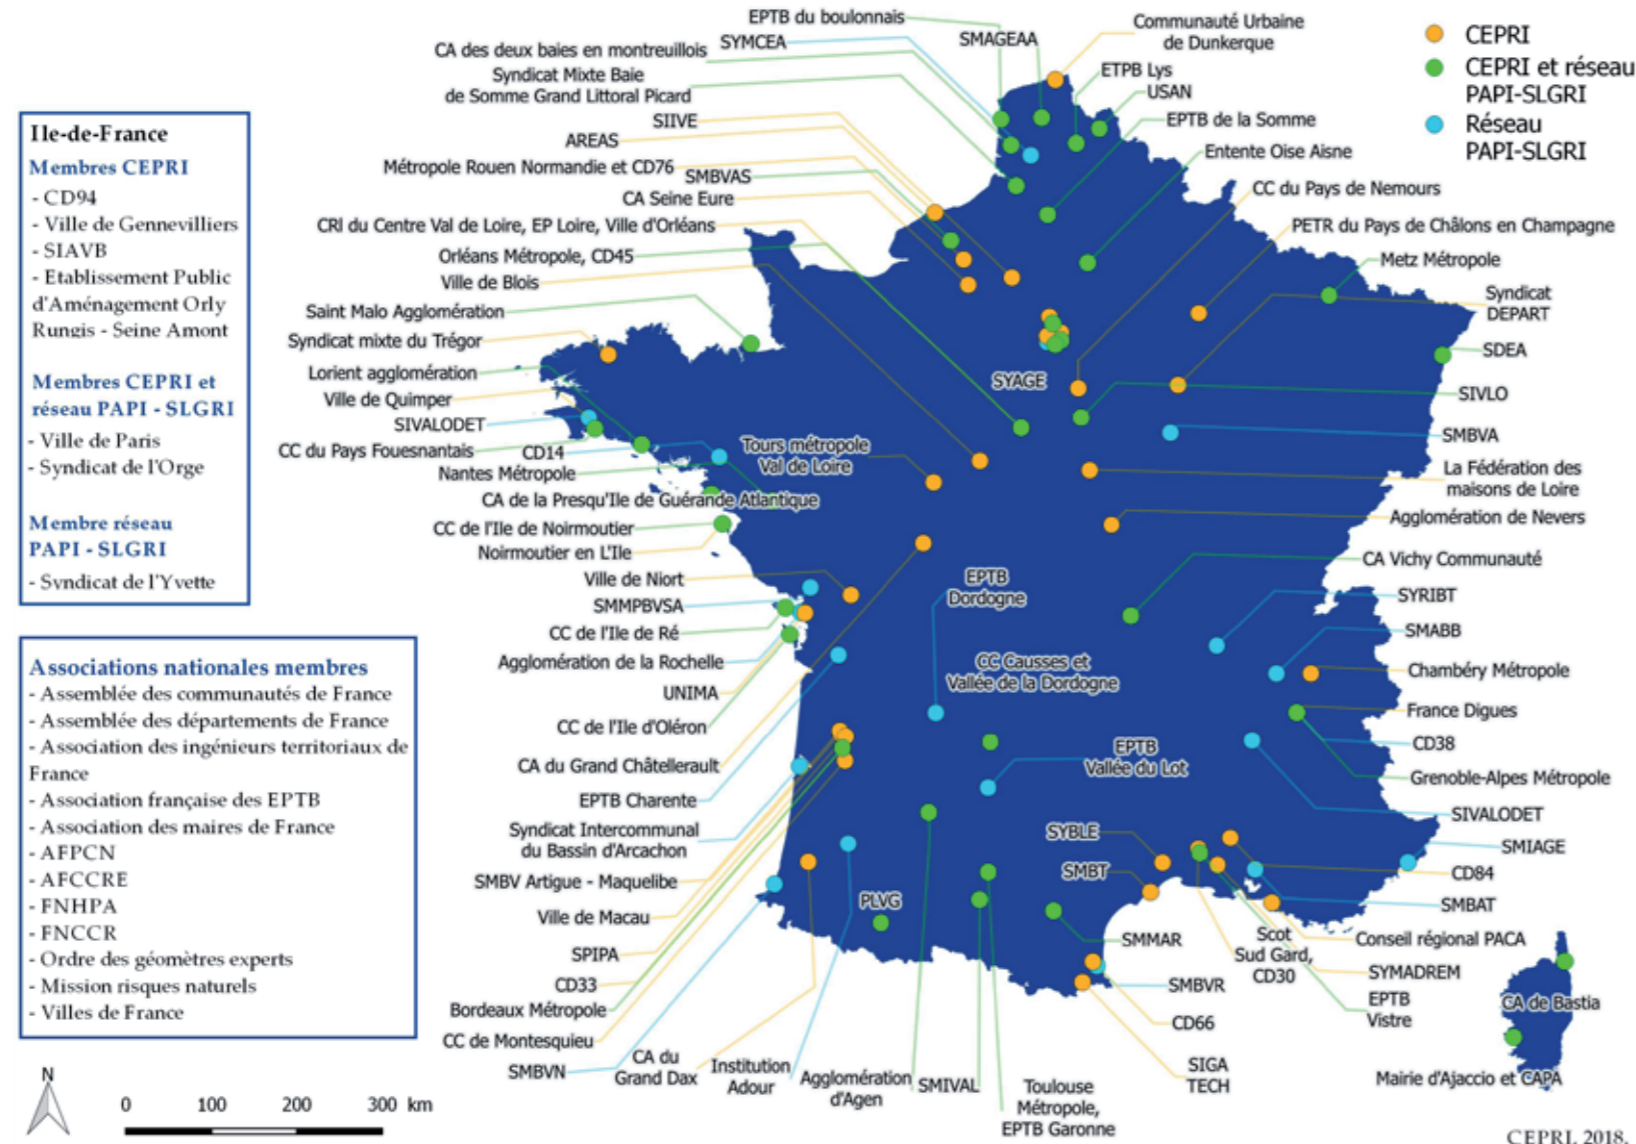 EPTB du boulonnais
SYMCEA
SMAGEAA
Communauté Urbaine
de Dunkerque
CA des deux baies en montreuillois
Syndicat Mixte Baie
de Somme Grand Littoral Picard
ETPB Lys
USAN
EPTB de la Somme
Entente Oise Aisne
CC du Pays de Nemours
PETR du Pays de Châlons en Champagne
Metz Métropole
Syndicat
DEPART
SDEA
SIVLO
SMBVA
La Fédération des
maisons de Loire
Agglomération de Nevers
CA Vichy Communauté
SYRIBT
SMABB
Chambéry Métropole
France Digues
CD38
Grenoble-Alpes Métropole
SIVALODET
SMIAGE
CD84
SMBAT
Conseil régional PACA
SYMADREM
EPTB
Vistre
Scot
Sud Gard,
CD30
CEPRI
CEPRI et réseau
PAPI-SLGRI
Réseau
PAPI-SLGRI
SIIVE
AREAS
Métropole Rouen Normandie et CD76
SMBVAS
CA Seine Eure
CRl du Centre Val de Loire, EP Loire, Ville d'Orléans
Orléans Métropole, CD45
Ville de Blois
Saint Malo Agglomération
Syndicat mixte du Trégor
Lorient agglomération
Ville de Quimper
SIVALODET
CC du Pays Fouesnantais
CD14
Nantes Métropole
CA de la Presqu'Ile de Guérande Atlantique
CC de l'Ile de Noirmoutier
Noirmoutier en L'Ile
Ville de Niort
SMMPBVSA
CC de l'Ile de Ré
Agglomération de la Rochelle
UNIMA
CC de l'Ile d'Oléron
CA du Grand Châtellerault
EPTB Charente
Syndicat Intercommunal
du Bassin d'Arcachon
SMBV Artigue - Maquelibe
Ville de Macau
SPIPA
CD33
Bordeaux Métropole
CC de Montesquieu
SMBVN
CA du
Grand Dax
Institution
Adour
Agglomération
d'Agen
SMIVAL
Toulouse
Métropole,
EPTB Garonne
SYAGE
Tours métropole
Val de Loire
EPTB
Dordogne
CC Causses et
Vallée de la Dordogne
EPTB
Vallée du Lot
SYBLE
SMBT
PLVG
SMMAR
SMBVR
CD66
SIGA
TECH
CA de Bastia
Mairie d'Ajaccio et CAPA
Ile-de-France
Membres CEPRI
- CD94
- Ville de Gennevilliers
- SIAVB
- Etablissement Public
d'Aménagement Orly
Rungis - Seine Amont
Membres CEPRI et
réseau PAPI - SLGRI
- Ville de Paris
- Syndicat de l'Orge
Membre réseau
PAPI - SLGRI
- Syndicat de l'Yvette
Associations nationales membres
- Assemblée des communautés de France
- Assemblée des départements de France
- Association des ingénieurs territoriaux de
France
- Association française des EPTB
- Association des maires de France
- AFPCN
- AFCCRE
- FNHPA
- FNCCR
- Ordre des géomètres experts
- Mission risques naturels
- Villes de France
N
0 100 200 300 km
CEPRI, 2018.